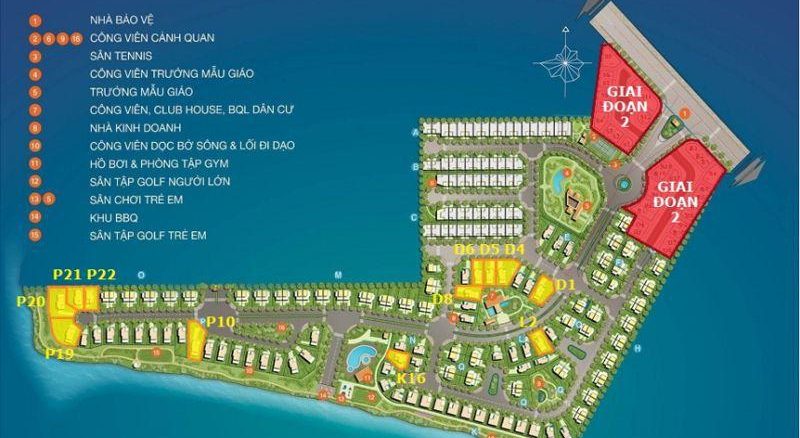 1 NHÀ BẢO VỆ
2 6 9 16 CÔNG VIÊN CẢNH QUAN
3 SÂN TENNIS
4 CÔNG VIÊN TRƯỜNG MẪU GIÁO
5 TRƯỜNG MẪU GIÁO
7 CÔNG VIÊN, CLUB HOUSE, BQL DÂN CƯ
8 NHÀ KINH DOANH
10 CÔNG VIÊN DỌC BỜ SÔNG & LỐI ĐI DẠO
11 HỒ BƠI & PHÒNG TẬP GYM
12 SÂN TẬP GOLF NGƯỜI LỚN
13 5 SÂN CHƠI TRẺ EM
14 KHU BBQ
15 SÂN TẬP GOLF TRẺ EM
GIAI
ĐOẠN
2
GIAI
ĐOẠN
2
A
B
C
D6 D5 D4
D8
D1
E
P21 P22
O
M
P20
P19
P10
L2
L
H
N
K16
Q
G
K